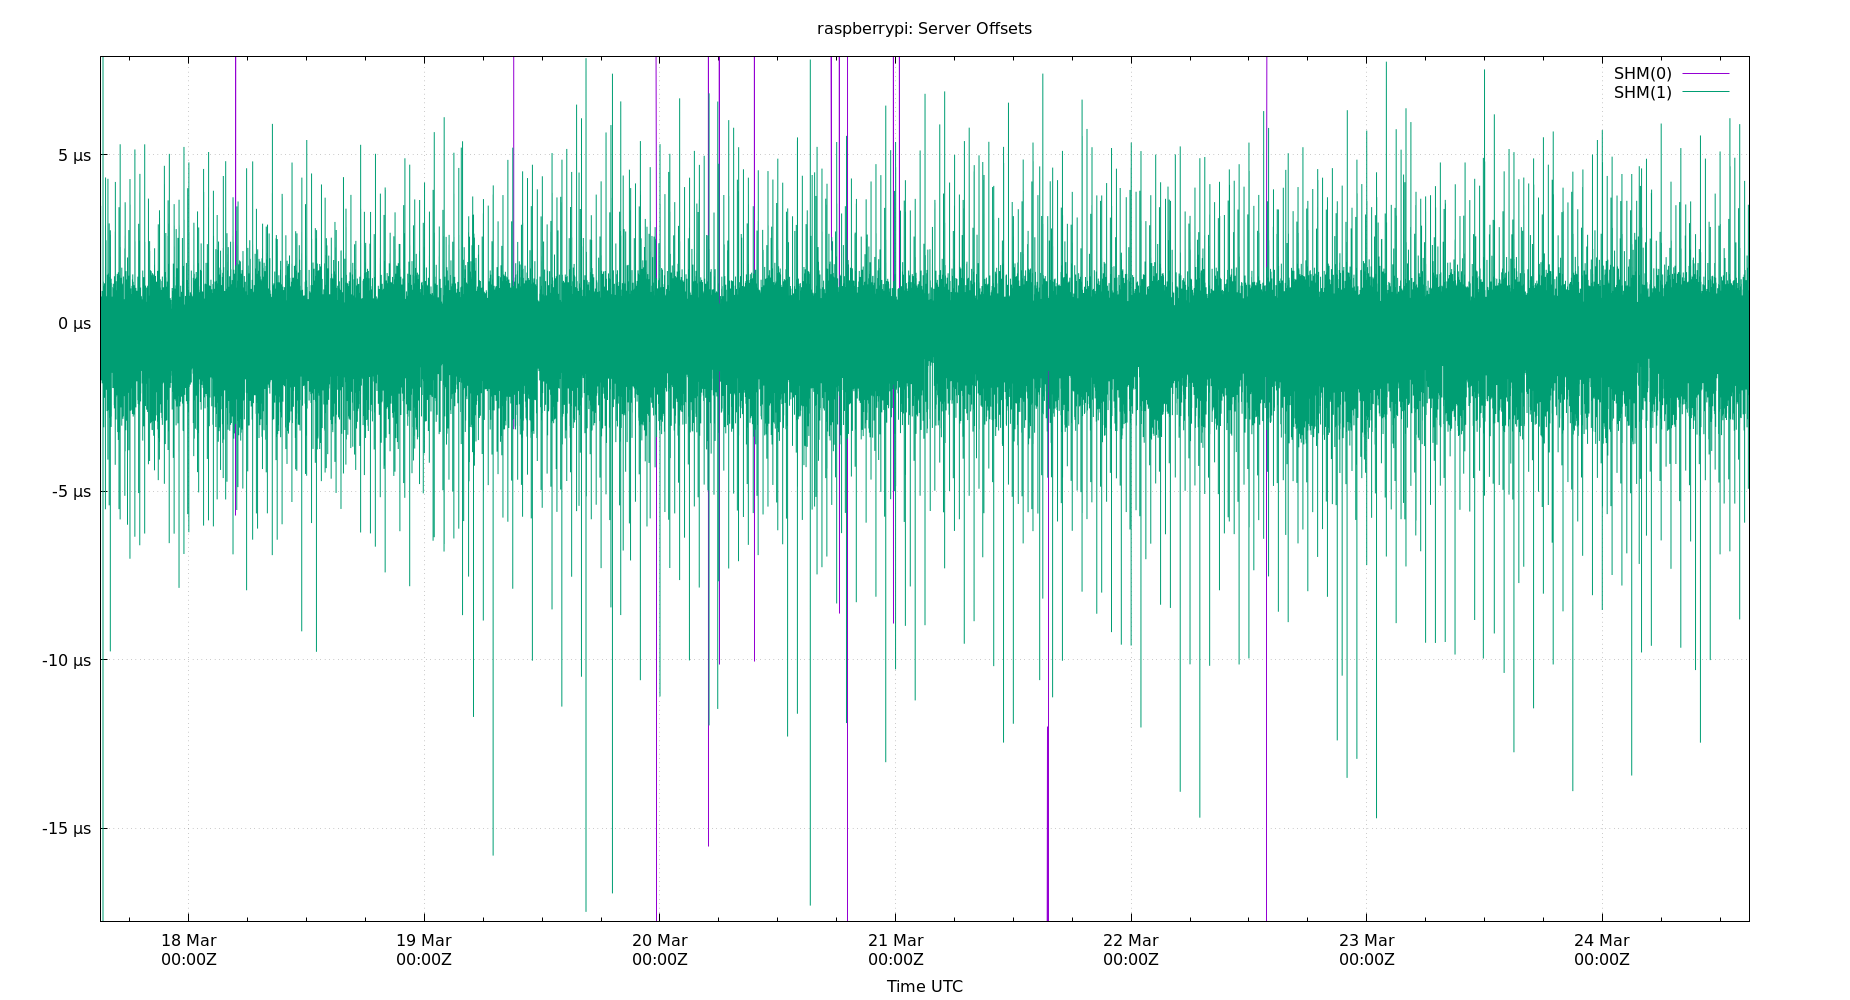 raspberrypi: Server Offsets
SHM(0)
SHM(1)
5 µs
0 µs
-5 µs
-10 µs
-15 µs
18 Mar 19 Mar 20 Mar 21 Mar 22 Mar 23 Mar 24 Mar
00:00Z 00:00Z 00:00Z 00:00Z 00:00Z 00:00Z 00:00Z
Time UTC